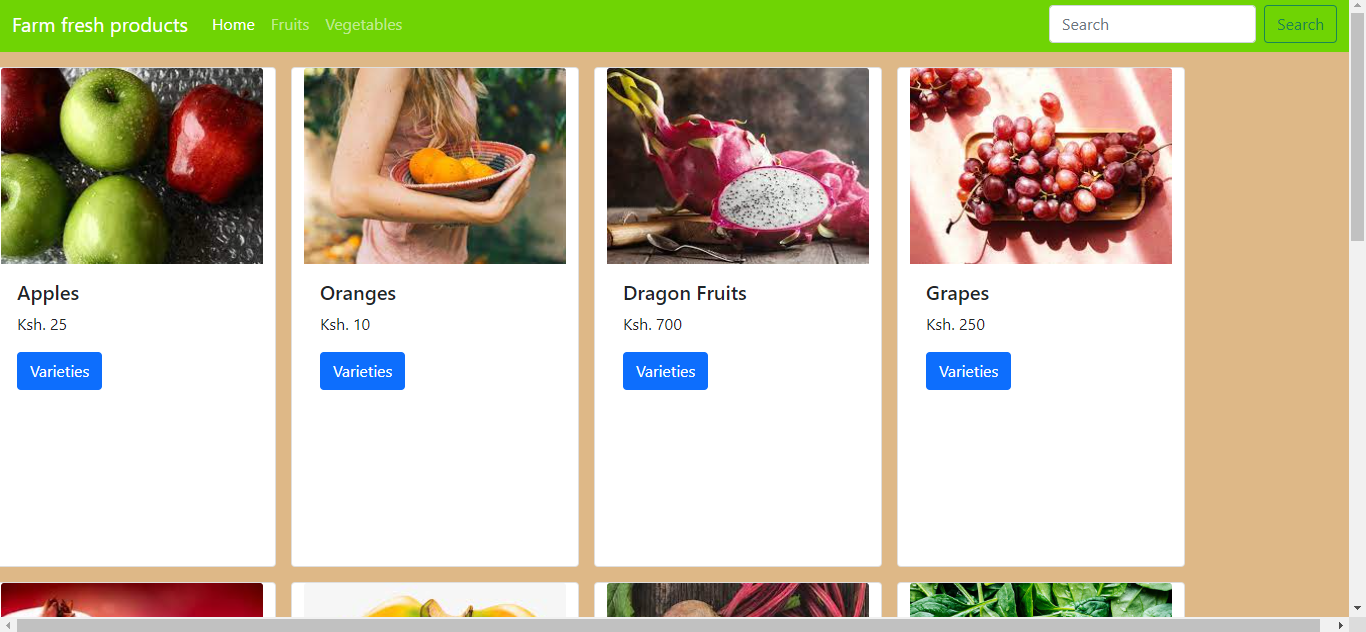 Farm fresh products Home Fruits Vegetables Search Search
Apples
Ksh. 25
Varieties
Oranges
Ksh. 10
Varieties
Dragon Fruits
Ksh. 700
Varieties
Grapes
Ksh. 250
Varieties